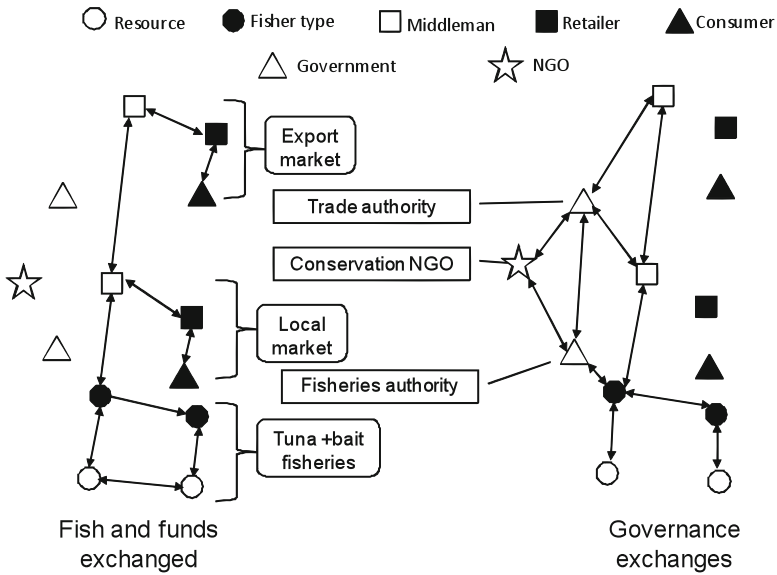 Resource
Fisher type
Middleman
Retailer
Consumer
Government
NGO
Export
market
Trade authority
Conservation NGO
Local
market
Fisheries authority
Tuna +bait
fisheries
Fish and funds
exchanged
Governance
exchanges